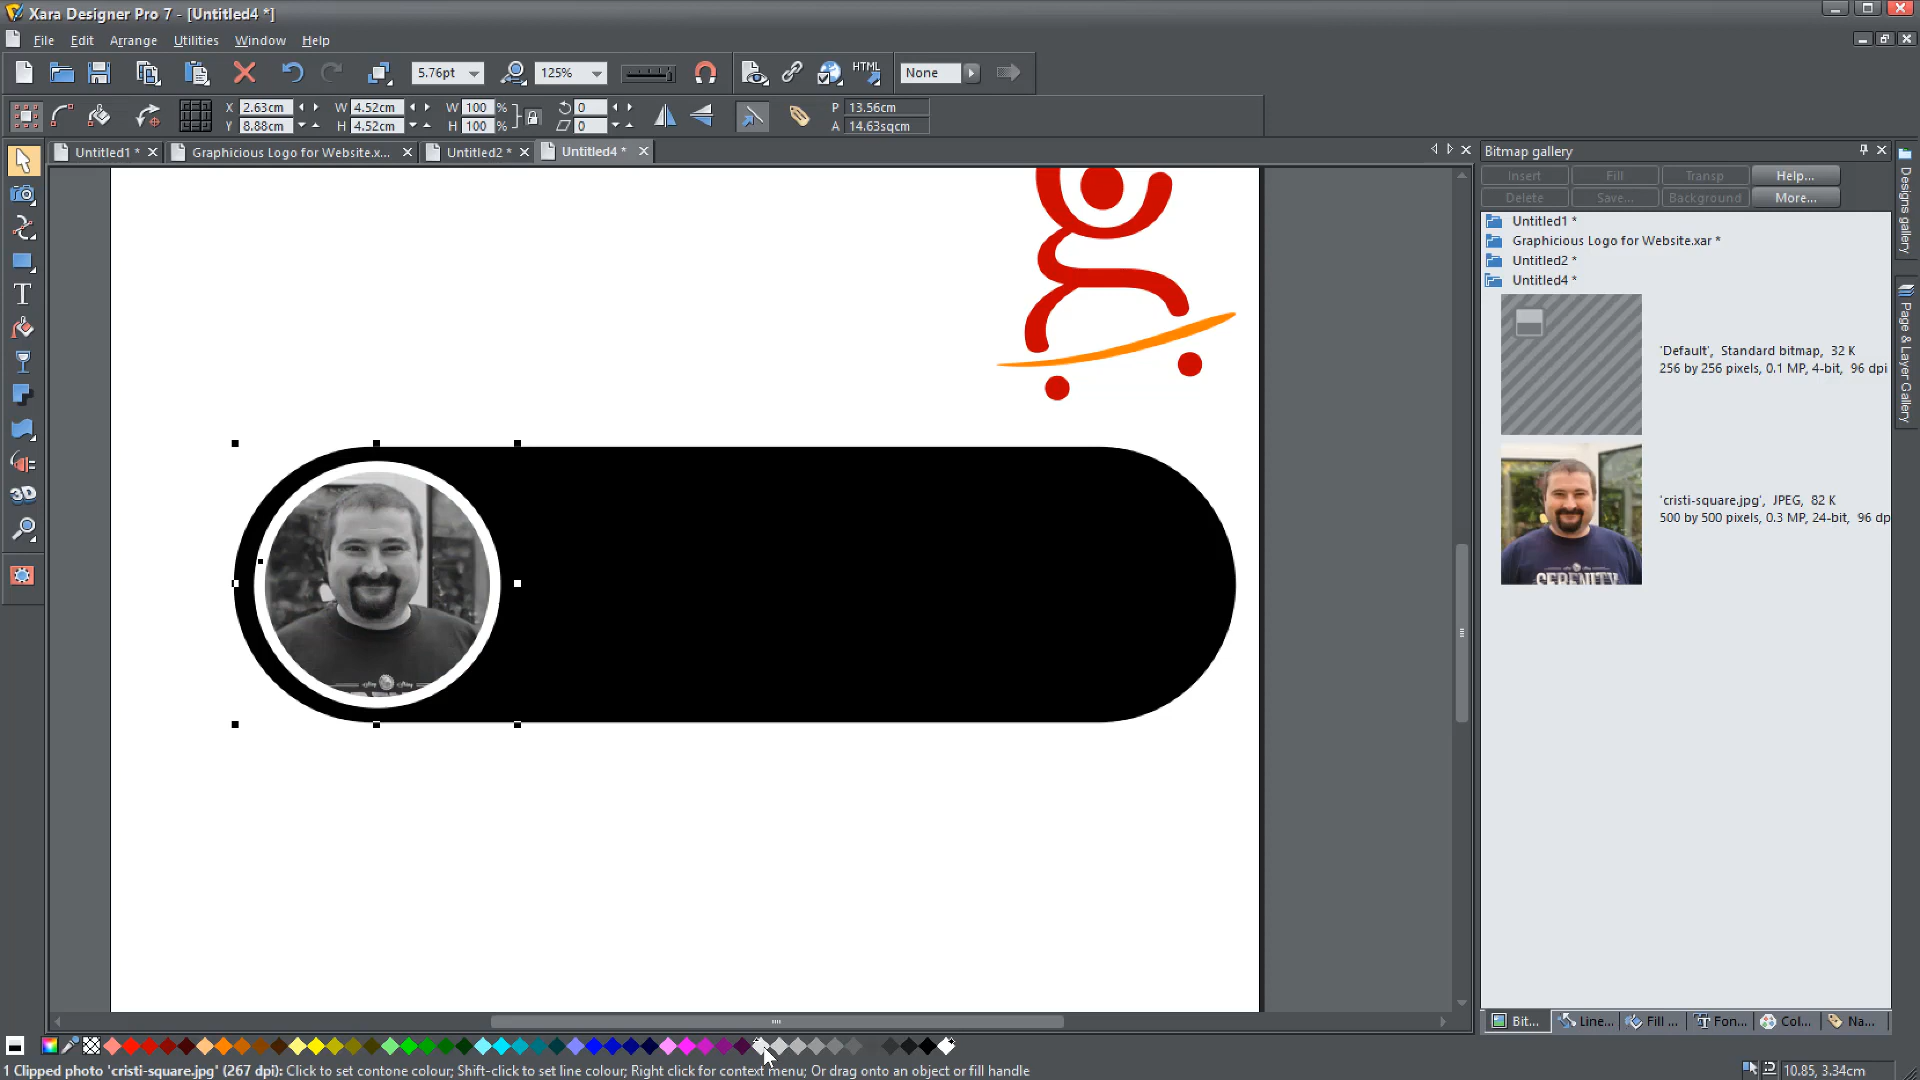 Xara Designer Pro 7 - [Untitled4 *]
File Edit Arrange Utilities Window Help
5.76pt 125% HTML None
X 2.63cm W 4.52cm W 100 % 0 P 13.56cm
Y 8.88cm H 4.52cm H 100 % 0 A 14.63sqcm
Untitled1 * Graphicious Logo for Website.x... Untitled2 * Untitled4 *
T
3D
Bitmap gallery
Insert Fill Transp Help...
Delete Save... Background More...
Untitled1 *
Graphicious Logo for Website.xar *
Untitled2 *
Untitled4 *
'Default', Standard bitmap, 32 K
256 by 256 pixels, 0.1 MP, 4-bit, 96 dpi
'cristi-square.jpg', JPEG, 82 K
500 by 500 pixels, 0.3 MP, 24-bit, 96 dp
SERENITY
Designs gallery
Page & Layer Gallery
Bit... Line... Fill ... Fon... Col... Na...
1 Clipped photo 'cristi-square.jpg' (267 dpi): Click to set contone colour; Shift-click to set line colour; Right click for context menu; Or drag onto an object or fill handle
10.85, 3.34cm